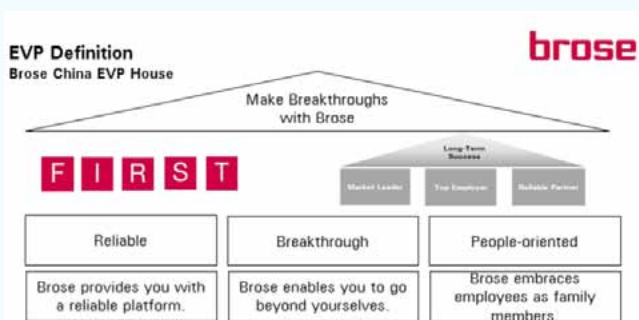 brose
EVP Definition
Brose China EVP House
Make Breakthroughs
with Brose
Long-Term
Success
F I R S T
Market Leader
Top Employer
Reliable Partner
Reliable
Breakthrough
People-oriented
Brose provides you with
a reliable platform.
Brose enables you to go
beyond yourselves.
Brose embraces
employees as family
members